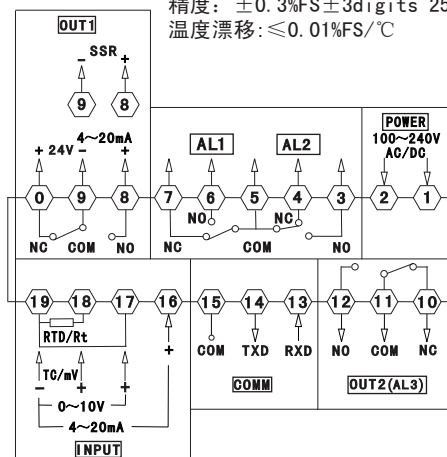 精度：±0.3%FS±3digits 25
温度漂移:≤0.01%FS/℃
OUT1
- SSR +
9 8
4～20mA
+ 24V - +
AL1 AL2
POWER
100～240V
AC/DC
0 9 8 7 6 5 4 3 2 1
NO NC
NC COM NO NC COM NO
19 18 17 16 15 14 13 12 11 10
RTD/Rt
+
COM TXD RXD NO COM NC
TC/mV
- + +
0～10V
4～20mA
COMM OUT2(AL3)
INPUT